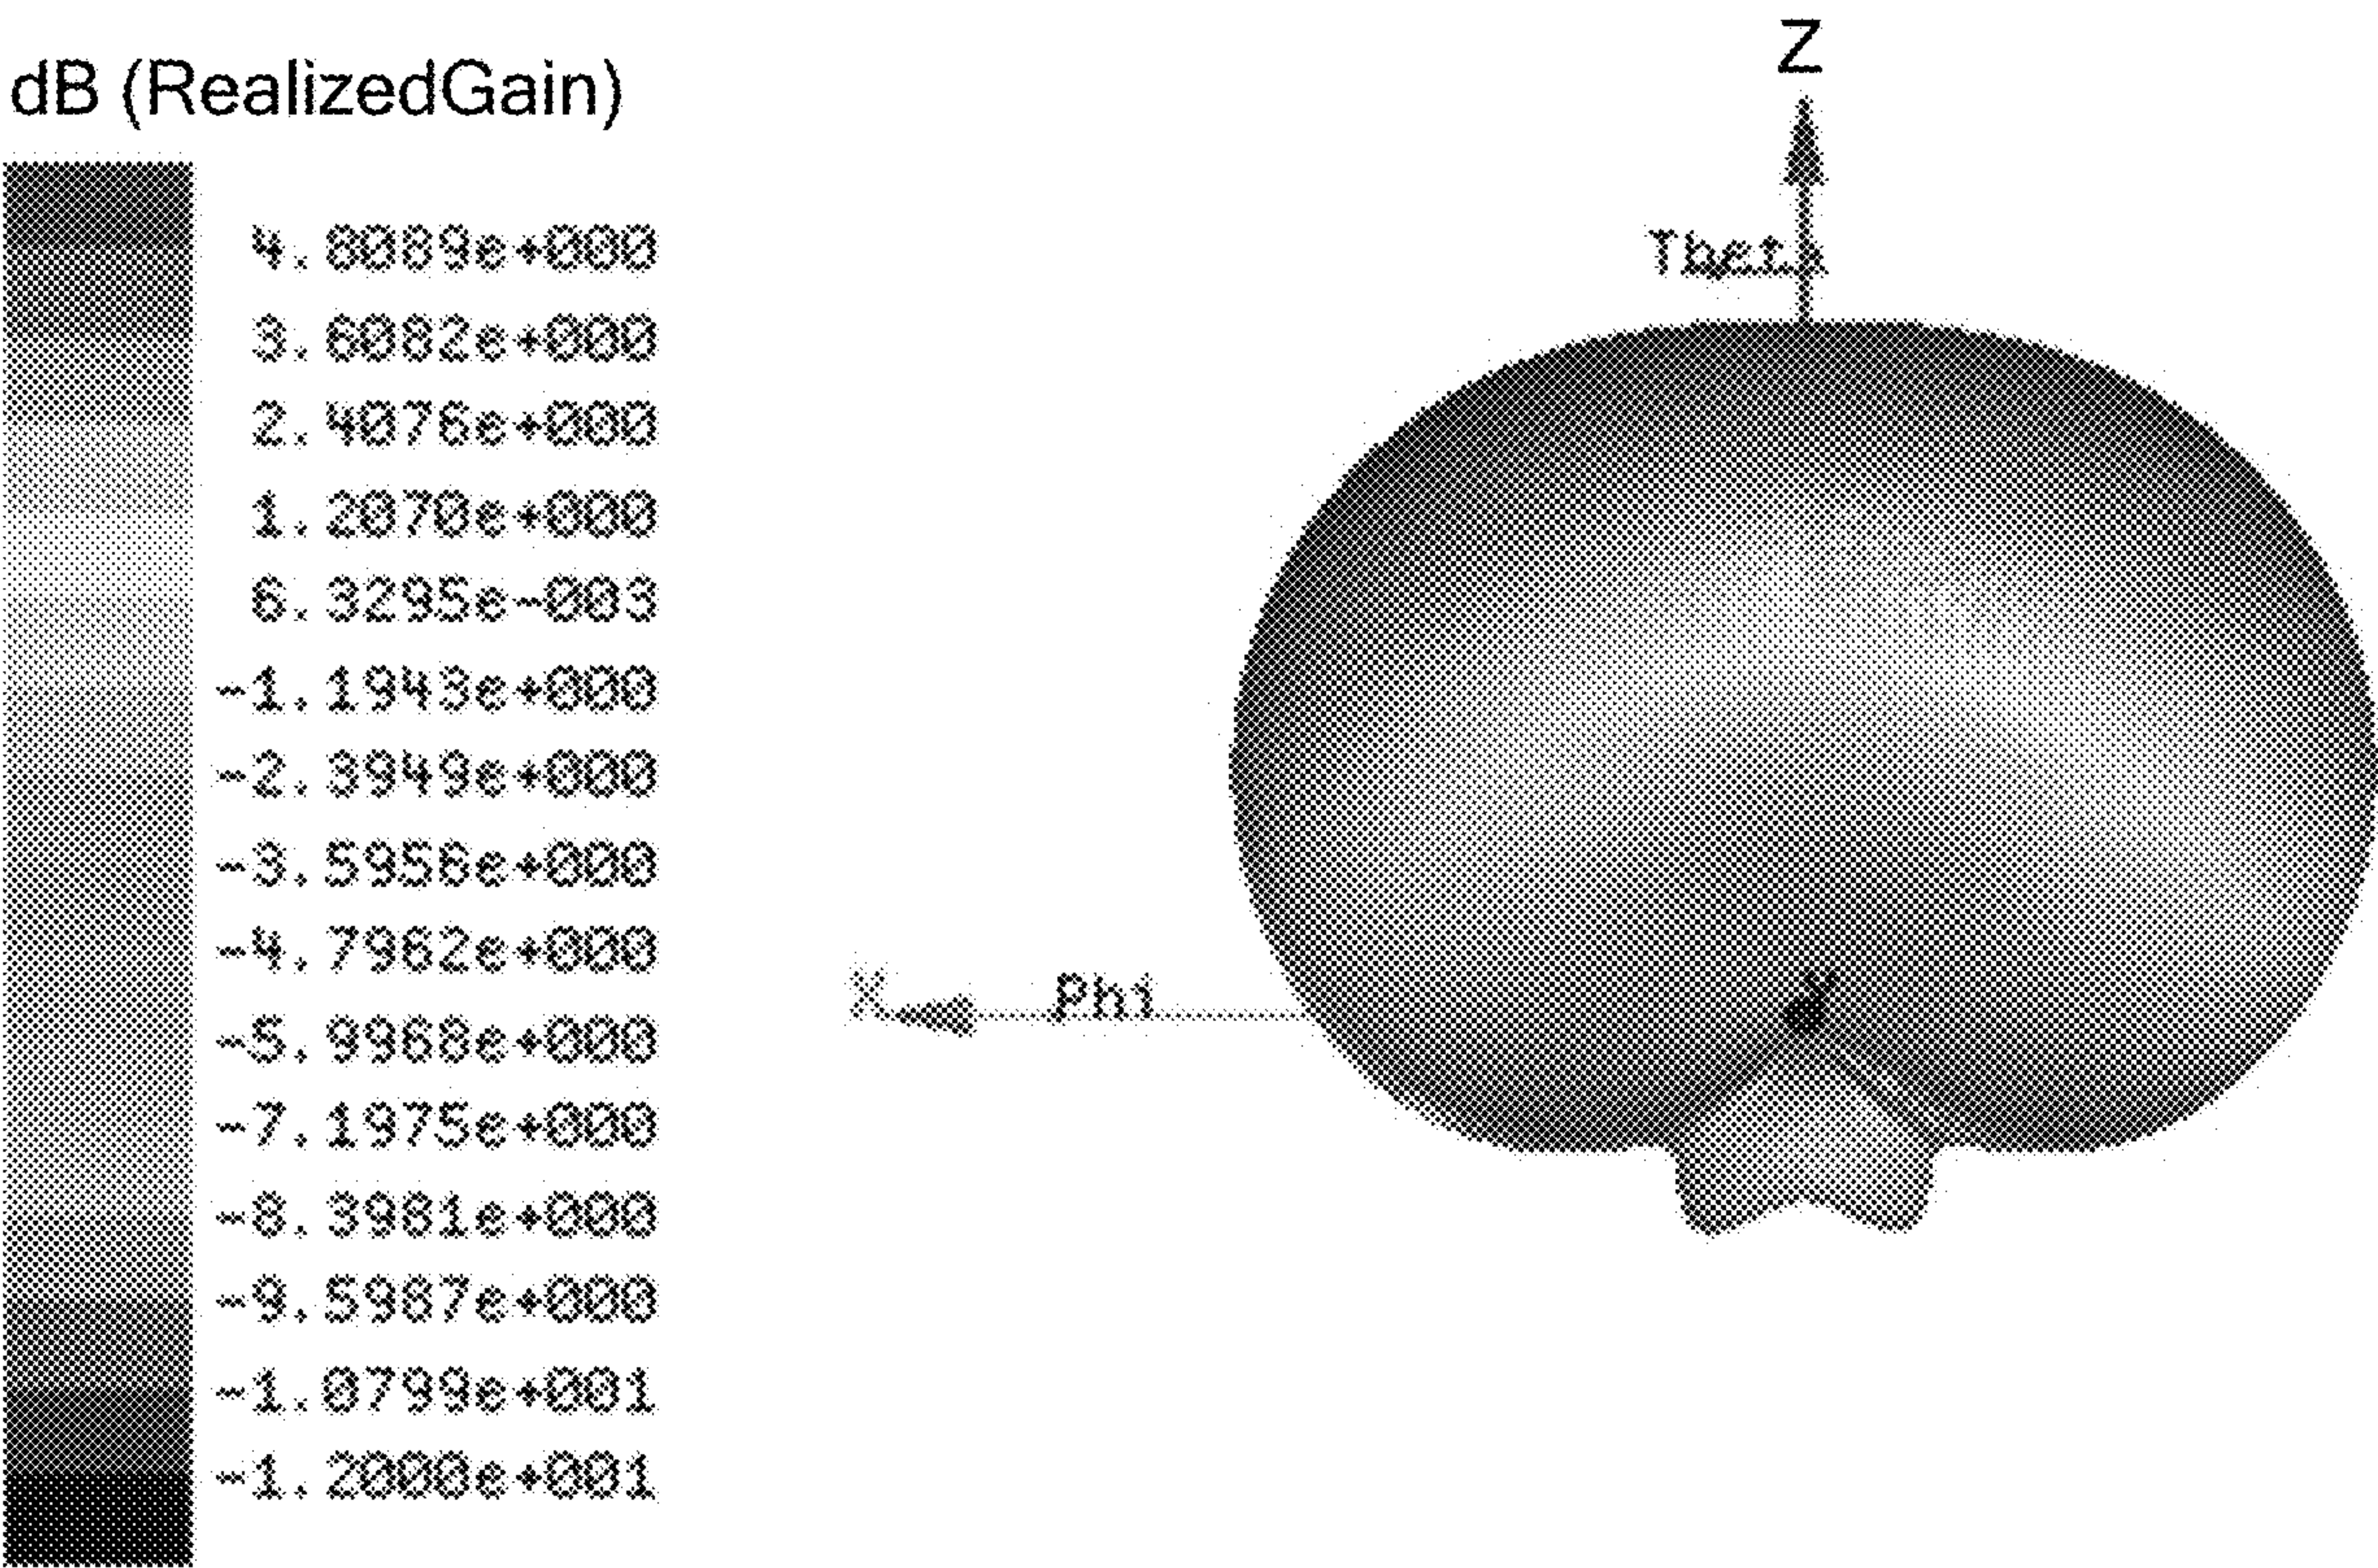 dB (RealizedGain)
4.8089e+000
3.6082e+000
2.4076e+000
1.2070e+000
6.3295e-003
-1.1943e+000
-2.3949e+000
-3.5956e+000
-4.7962e+000
-5.9968e+000
-7.1975e+000
-8.3981e+000
-9.5987e+000
-1.0799e+001
-1.2000e+001
Z
Theta
X
Phi
Y